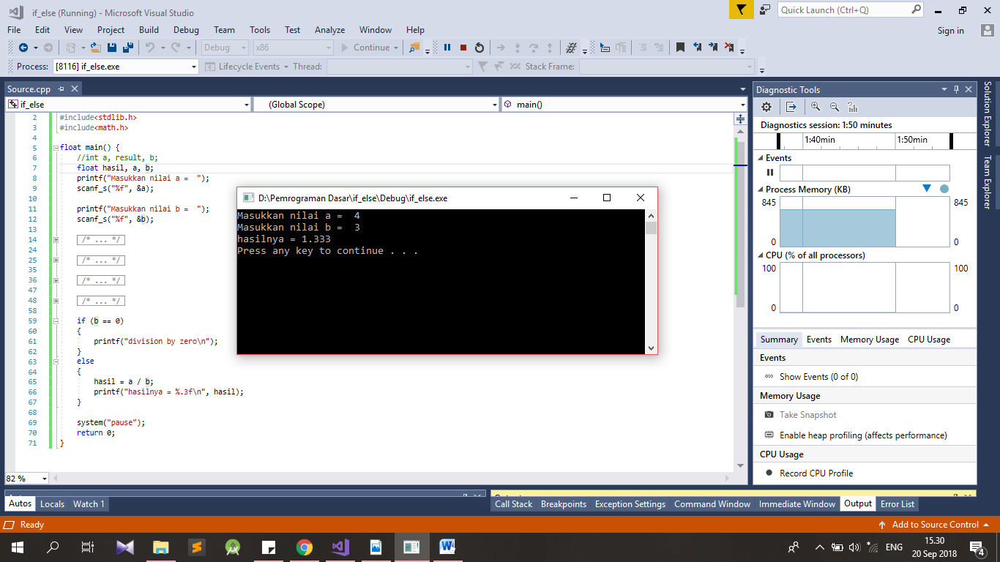 if_else (Running) - Microsoft Visual Studio
Quick Launch (Ctrl+Q)
File Edit View Project Build Debug Team Tools Test Analyze Window Help
Sign in
Debug x86 Continue
Process: [8116] if_else.exe Lifecycle Events Thread: Stack Frame:
Source.cpp
if_else (Global Scope) main()
2 #include<stdlib.h>
3 #include<math.h>
4
5 float main() {
6 //int a, result, b;
7 float hasil, a, b;
8 printf("Masukkan nilai a =  ");
9 scanf_s("%f", &a);
10
11 printf("Masukkan nilai b =  ");
12 scanf_s("%f", &b);
13
14 /* ... */
24
25 /* ... */
35
36 /* ... */
47
48 /* ... */
58
59 if (b == 0)
60 {
61 printf("division by zero\n");
62 }
63 else
64 {
65 hasil = a / b;
66 printf("hasilnya = %.3f\n", hasil);
67 }
68
69 system("pause");
70 return 0;
71 }
82 %
D:\Pemrograman Dasar\if_else\Debug\if_else.exe
Masukkan nilai a =  4
Masukkan nilai b =  3
hasilnya = 1.333
Press any key to continue . . .
Diagnostic Tools
Diagnostics session: 1:50 minutes
1:40min 1:50min
Events
Process Memory (KB)
845 845
0 0
CPU (% of all processors)
100 100
0 0
Summary Events Memory Usage CPU Usage
Events
Show Events (0 of 0)
Memory Usage
Take Snapshot
Enable heap profiling (affects performance)
CPU Usage
Record CPU Profile
Solution Explorer
Team Explorer
Autos Locals Watch 1
Call Stack Breakpoints Exception Settings Command Window Immediate Window Output Error List
Ready
Add to Source Control
ENG
15.30
20 Sep 2018
4